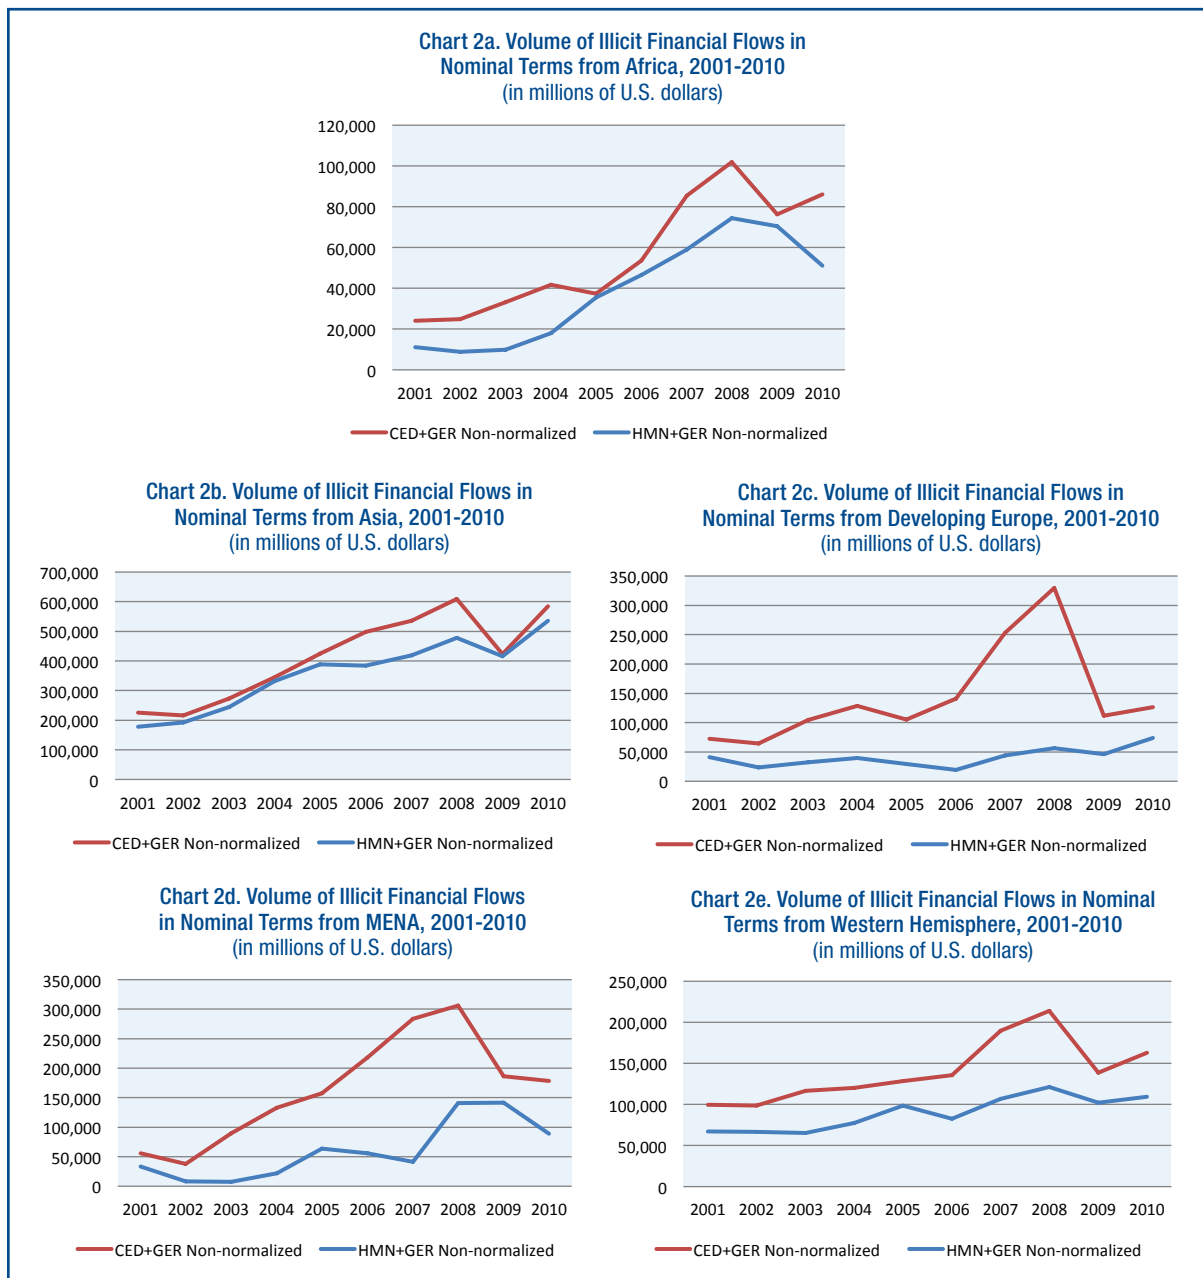 Chart 2a. Volume of Illicit Financial Flows in
Nominal Terms from Africa, 2001-2010
(in millions of U.S. dollars)
120,000
100,000
80,000
60,000
40,000
20,000
0
2001 2002 2003 2004 2005 2006 2007 2008 2009 2010
CED+GER Non-normalized HMN+GER Non-normalized
Chart 2b. Volume of Illicit Financial Flows in
Nominal Terms from Asia, 2001-2010
(in millions of U.S. dollars)
700,000
600,000
500,000
400,000
300,000
200,000
100,000
0
2001 2002 2003 2004 2005 2006 2007 2008 2009 2010
CED+GER Non-normalized HMN+GER Non-normalized
Chart 2c. Volume of Illicit Financial Flows in
Nominal Terms from Developing Europe, 2001-2010
(in millions of U.S. dollars)
350,000
300,000
250,000
200,000
150,000
100,000
50,000
0
2001 2002 2003 2004 2005 2006 2007 2008 2009 2010
CED+GER Non-normalized HMN+GER Non-normalized
Chart 2d. Volume of Illicit Financial Flows
in Nominal Terms from MENA, 2001-2010
(in millions of U.S. dollars)
350,000
300,000
250,000
200,000
150,000
100,000
50,000
0
2001 2002 2003 2004 2005 2006 2007 2008 2009 2010
CED+GER Non-normalized HMN+GER Non-normalized
Chart 2e. Volume of Illicit Financial Flows in Nominal
Terms from Western Hemisphere, 2001-2010
(in millions of U.S. dollars)
250,000
200,000
150,000
100,000
50,000
0
2001 2002 2003 2004 2005 2006 2007 2008 2009 2010
CED+GER Non-normalized HMN+GER Non-normalized